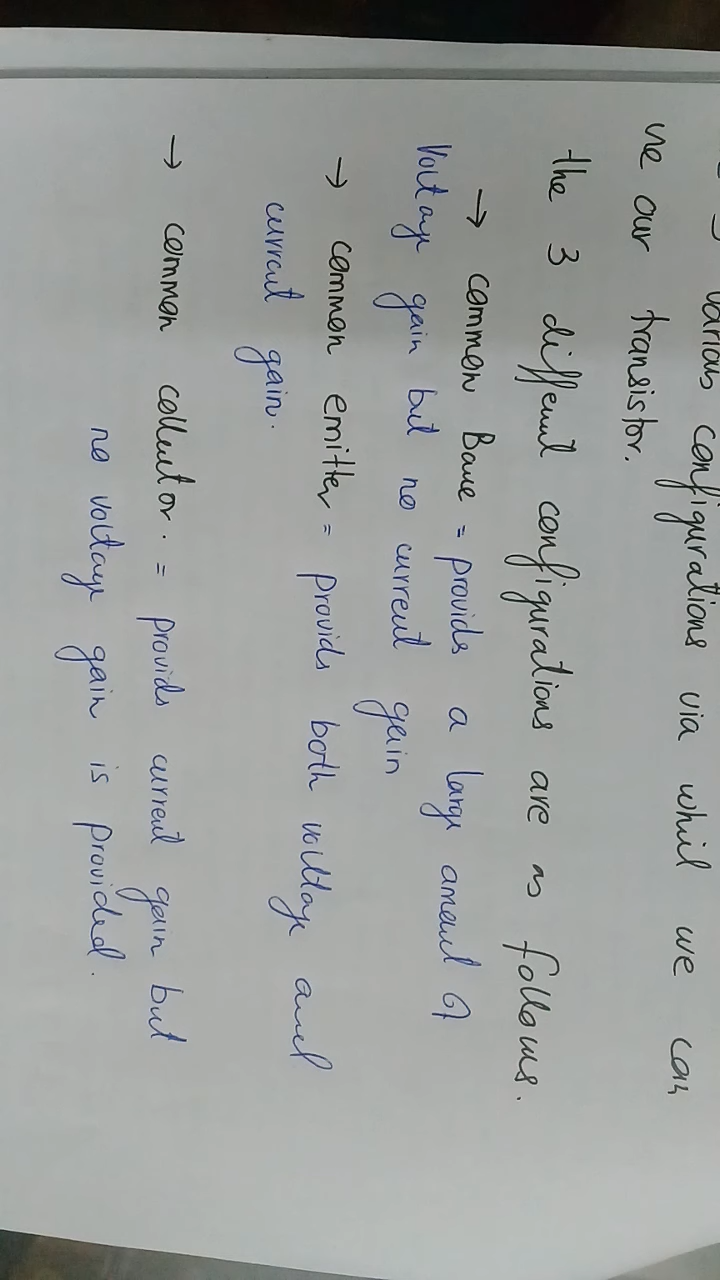 various configurations via which we can
use our transistor.
the 3 different configurations are as follows.
→ common Base = provides a large amount of
Voltage gain but no current gain
→ common emitter = provids both voltage and
current gain.
→ common collector. = provids current gain but
no voltage gain is provided.